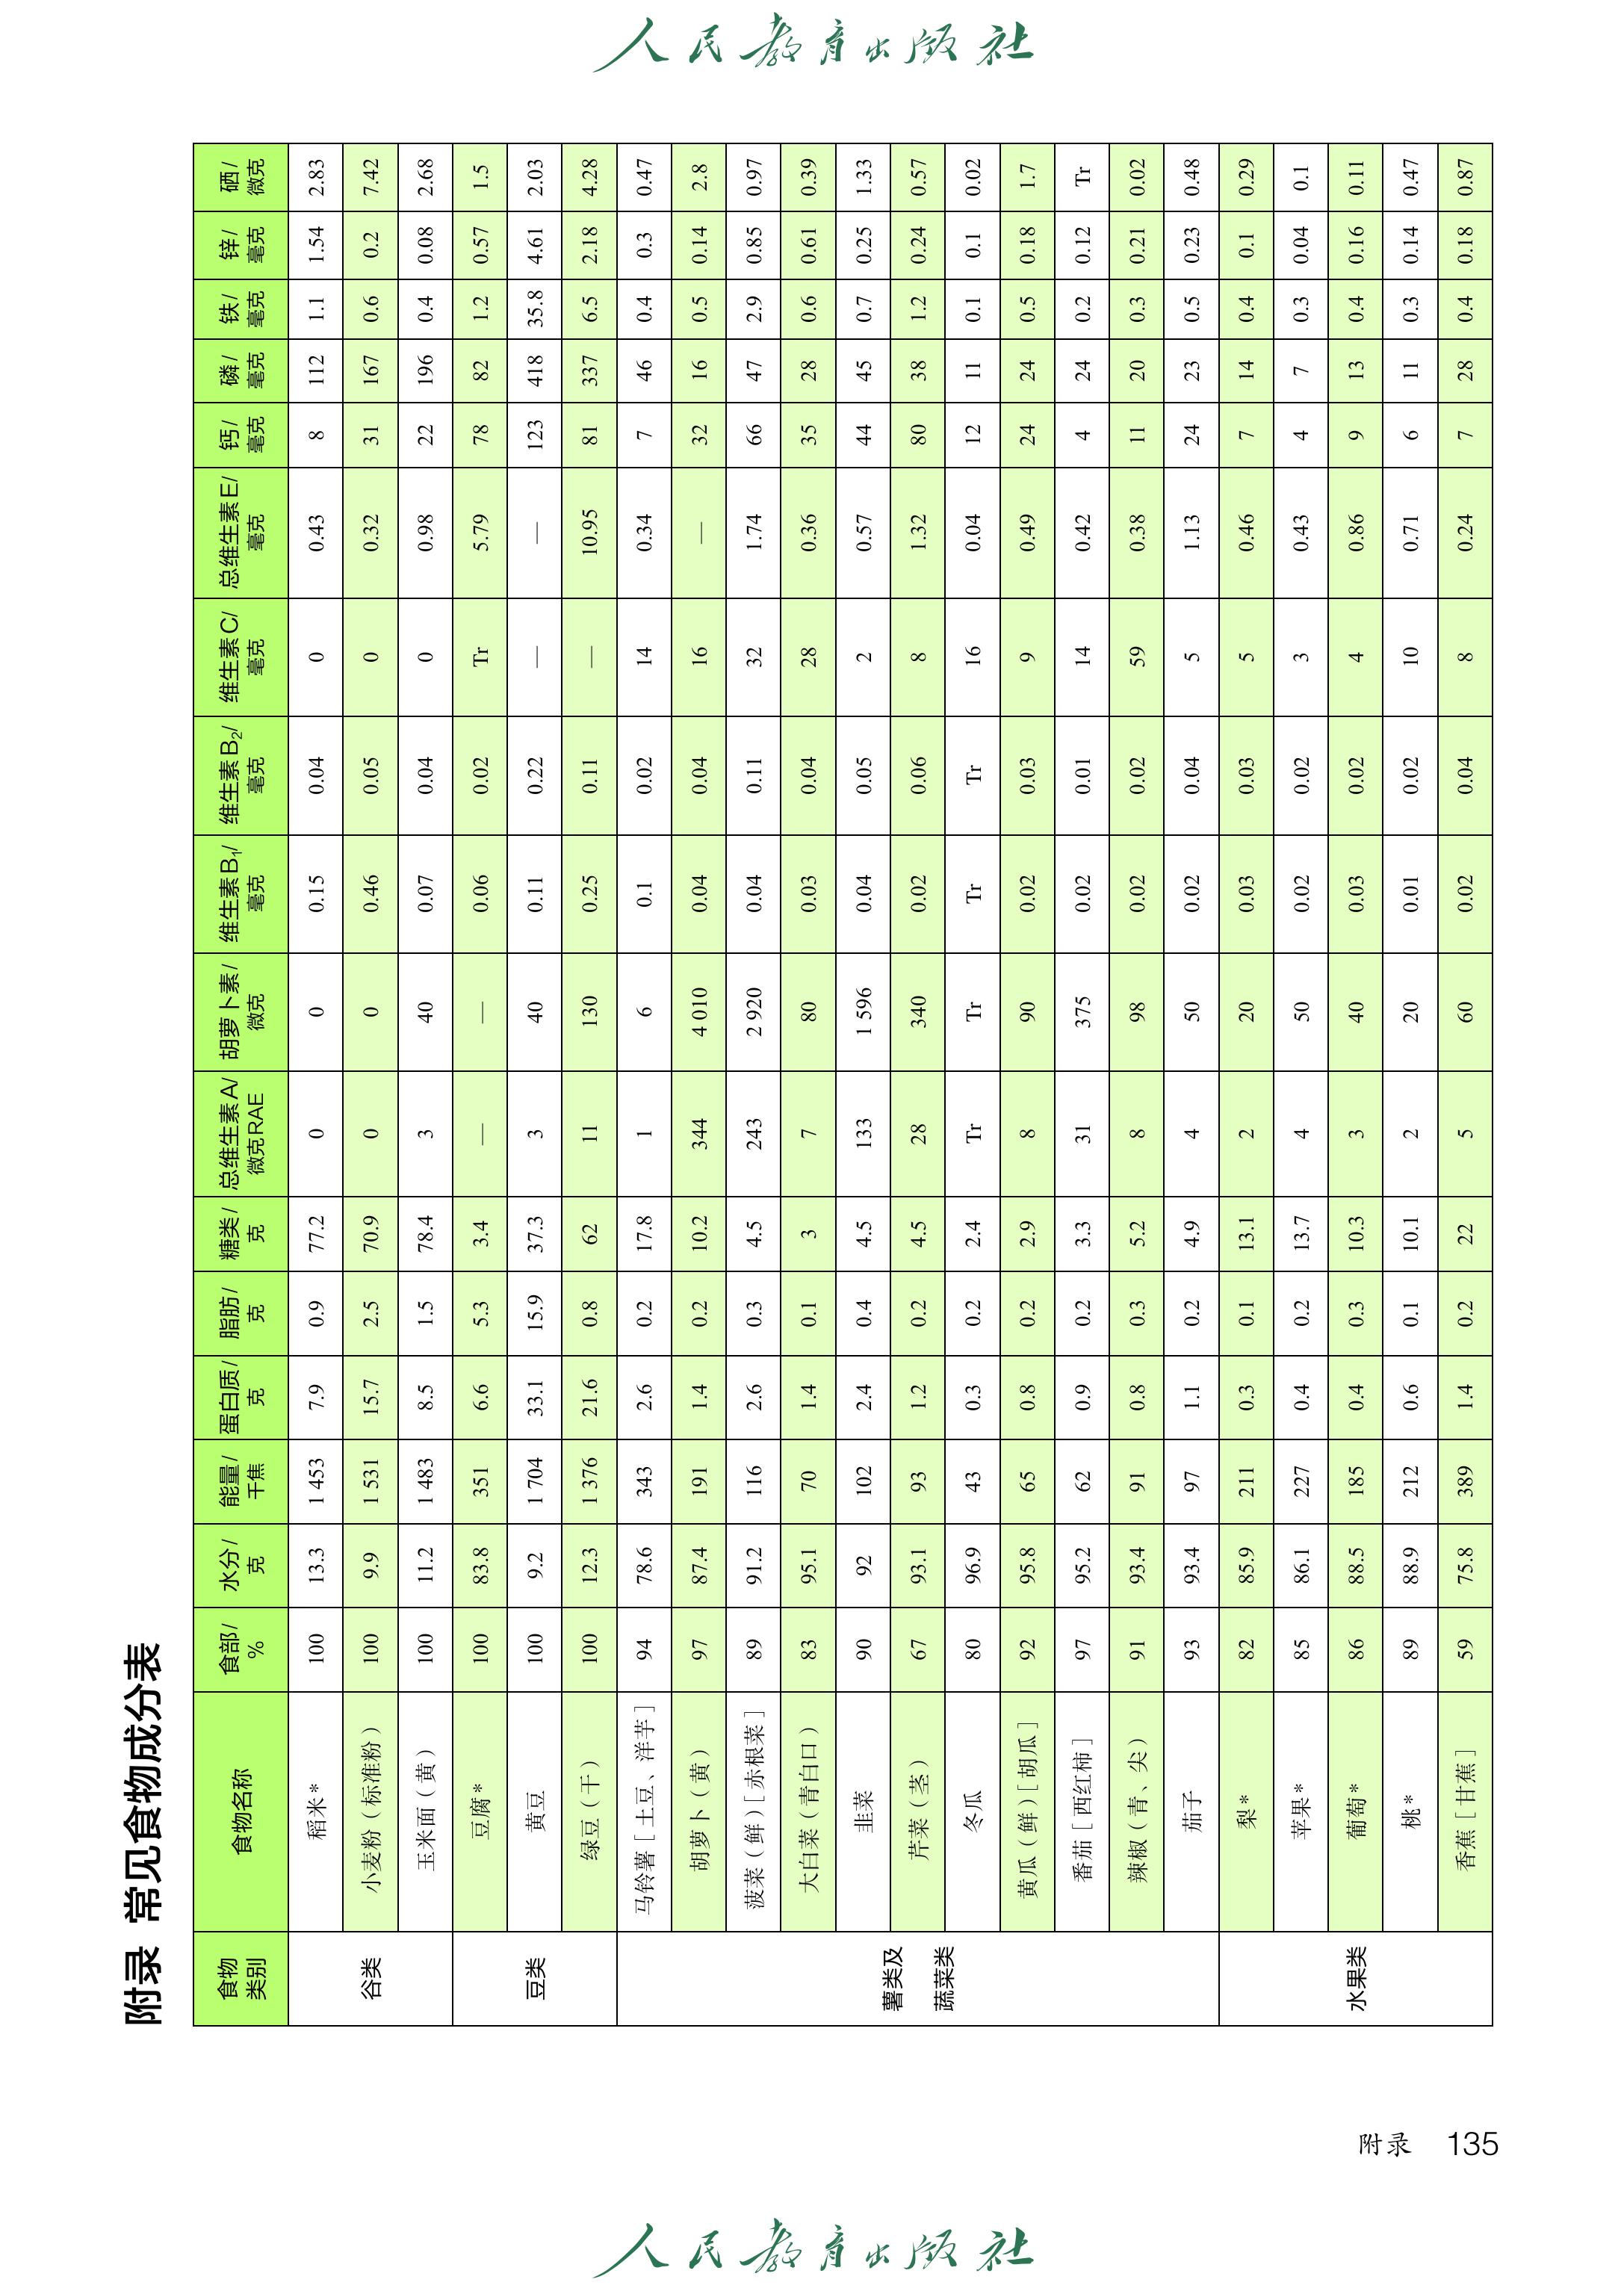 人民教育出版社
附录 常见食物成分表
食物类别 食物名称 食部/% 水分/克 能量/千焦 蛋白质/克 脂肪/克 糖类/克 总维生素A/微克RAE 胡萝卜素/微克 维生素B1/毫克 维生素B2/毫克 维生素C/毫克 总维生素E/毫克 钙/毫克 磷/毫克 铁/毫克 锌/毫克 硒/微克
谷类
稻米* 100 13.3 1 453 7.9 0.9 77.2 0 0 0.15 0.04 0 0.43 8 112 1.1 1.54 2.83
小麦粉（标准粉） 100 9.9 1 531 15.7 2.5 70.9 0 0 0.46 0.05 0 0.32 31 167 0.6 0.2 7.42
玉米面（黄） 100 11.2 1 483 8.5 1.5 78.4 3 40 0.07 0.04 0 0.98 22 196 0.4 0.08 2.68
豆类
豆腐* 100 83.8 351 6.6 5.3 3.4 — — 0.06 0.02 Tr 5.79 78 82 1.2 0.57 1.5
黄豆 100 9.2 1 704 33.1 15.9 37.3 3 40 0.11 0.22 — — 123 418 35.8 4.61 2.03
绿豆（干） 100 12.3 1 376 21.6 0.8 62 11 130 0.25 0.11 — 10.95 81 337 6.5 2.18 4.28
薯类及蔬菜类
马铃薯［土豆、洋芋］ 94 78.6 343 2.6 0.2 17.8 1 6 0.1 0.02 14 0.34 7 46 0.4 0.3 0.47
胡萝卜（黄） 97 87.4 191 1.4 0.2 10.2 344 4 010 0.04 0.04 16 — 32 16 0.5 0.14 2.8
菠菜（鲜）［赤根菜］ 89 91.2 116 2.6 0.3 4.5 243 2 920 0.04 0.11 32 1.74 66 47 2.9 0.85 0.97
大白菜（青白口） 83 95.1 70 1.4 0.1 3 7 80 0.03 0.04 28 0.36 35 28 0.6 0.61 0.39
韭菜 90 92 102 2.4 0.4 4.5 133 1 596 0.04 0.05 2 0.57 44 45 0.7 0.25 1.33
芹菜（茎） 67 93.1 93 1.2 0.2 4.5 28 340 0.02 0.06 8 1.32 80 38 1.2 0.24 0.57
冬瓜 80 96.9 43 0.3 0.2 2.4 Tr Tr Tr Tr 16 0.04 12 11 0.1 0.1 0.02
黄瓜（鲜）［胡瓜］ 92 95.8 65 0.8 0.2 2.9 8 90 0.02 0.03 9 0.49 24 24 0.5 0.18 1.7
番茄［西红柿］ 97 95.2 62 0.9 0.2 3.3 31 375 0.02 0.01 14 0.42 4 24 0.2 0.12 Tr
辣椒（青、尖） 91 93.4 91 0.8 0.3 5.2 8 98 0.02 0.02 59 0.38 11 20 0.3 0.21 0.02
茄子 93 93.4 97 1.1 0.2 4.9 4 50 0.02 0.04 5 1.13 24 23 0.5 0.23 0.48
水果类
梨* 82 85.9 211 0.3 0.1 13.1 2 20 0.03 0.03 5 0.46 7 14 0.4 0.1 0.29
苹果* 85 86.1 227 0.4 0.2 13.7 4 50 0.02 0.02 3 0.43 4 7 0.3 0.04 0.1
葡萄* 86 88.5 185 0.4 0.3 10.3 3 40 0.03 0.02 4 0.86 9 13 0.4 0.16 0.11
桃* 89 88.9 212 0.6 0.1 10.1 2 20 0.01 0.02 10 0.71 6 11 0.3 0.14 0.47
香蕉［甘蕉］ 59 75.8 389 1.4 0.2 22 5 60 0.02 0.04 8 0.24 7 28 0.4 0.18 0.87
附录 135
人民教育出版社